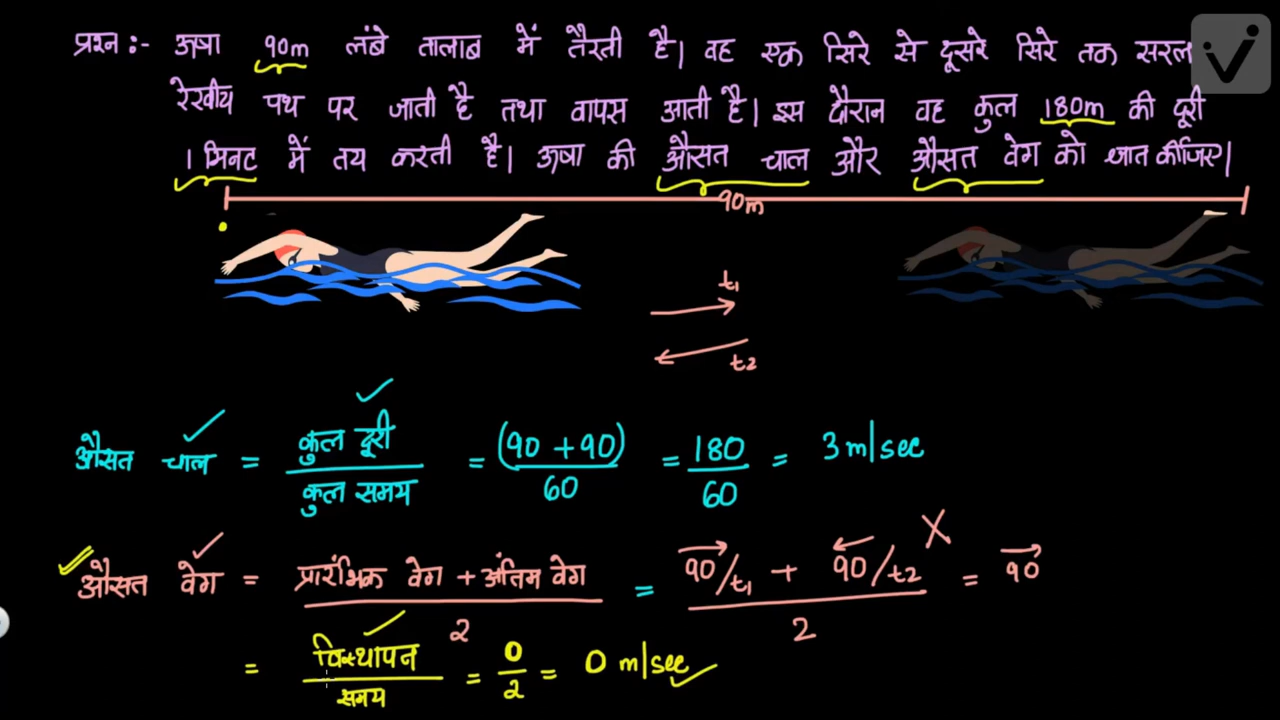 प्रश्न :- ऊषा 90m लंबे तालाब में तैरती है। वह एक सिरे से दूसरे सिरे तक सरल
रेखीय पथ पर जाती है तथा वापस आती है। इस दौरान वह कुल 180m की दूरी
1 मिनट में तय करती है। ऊषा की औसत चाल और औसत वेग को ज्ञात कीजिए।
90m
t₁
t₂
औसत चाल = कुल दूरी / कुल समय = (90 + 90) / 60 = 180 / 60 = 3 m/sec
औसत वेग = प्रारंभिक वेग + अंतिम वेग / 2 = 90/t₁ + 90/t₂ / 2 = 90
= विस्थापन / समय = 0 / 2 = 0 m/sec